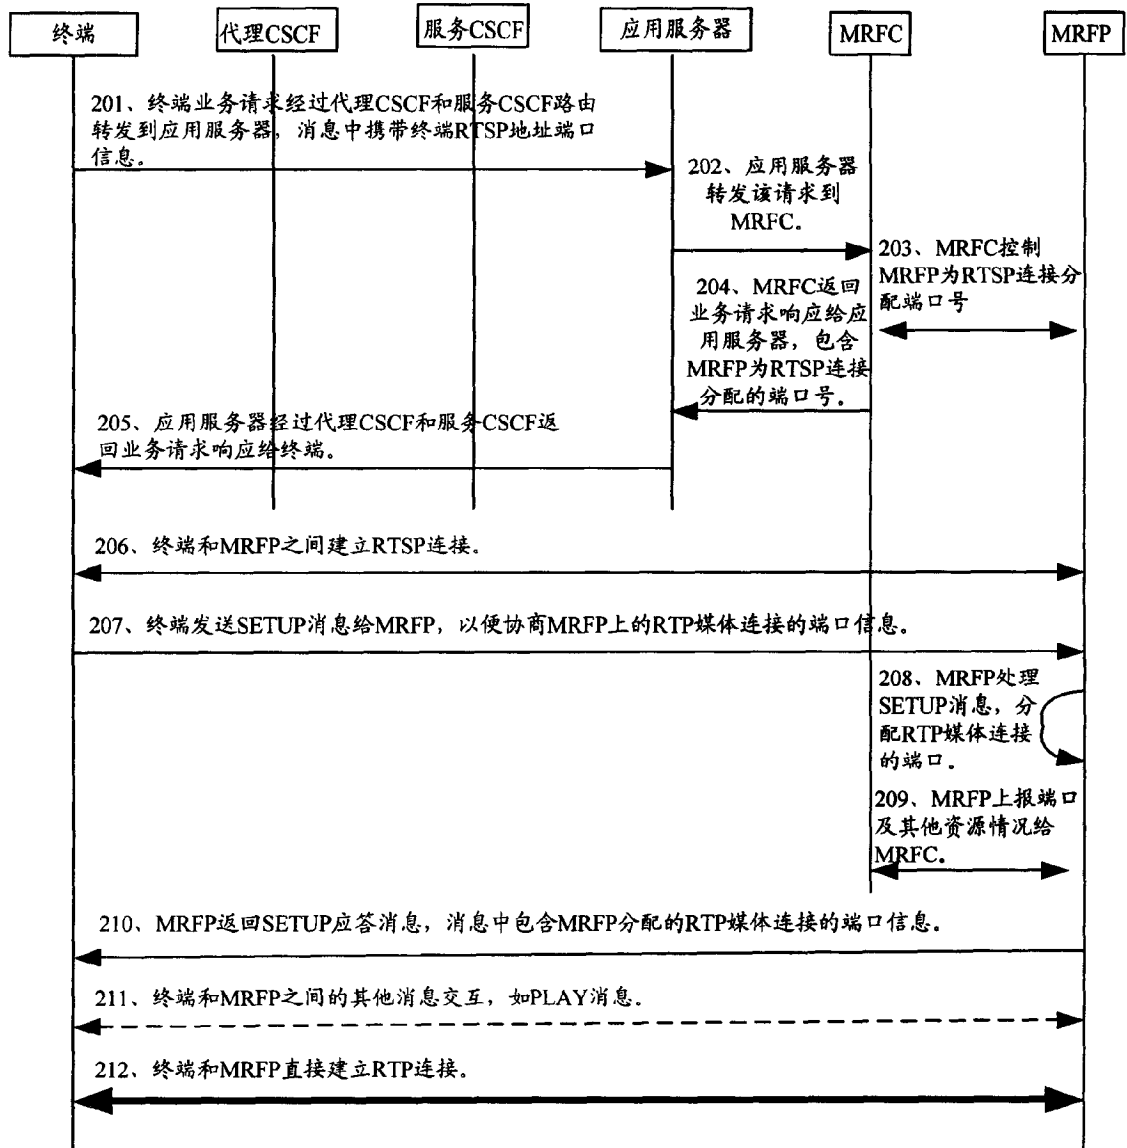 终端
代理CSCF
服务CSCF
应用服务器
MRFC
MRFP
201、终端业务请求经过代理CSCF和服务CSCF路由
转发到应用服务器，消息中携带终端RTSP地址端口
信息。
202、应用服务器
转发该请求到
MRFC。
203、MRFC控制
MRFP为RTSP连接分
配端口号
204、MRFC返回
业务请求响应给应
用服务器，包含
MRFP为RTSP连接
分配的端口号。
205、应用服务器经过代理CSCF和服务CSCF返
回业务请求响应给终端。
206、终端和MRFP之间建立RTSP连接。
207、终端发送SETUP消息给MRFP，以便协商MRFP上的RTP媒体连接的端口信息。
208、MRFP处理
SETUP消息，分
配RTP媒体连接
的端口。
209、MRFP上报端口
及其他资源情况给
MRFC。
210、MRFP返回SETUP应答消息，消息中包含MRFP分配的RTP媒体连接的端口信息。
211、终端和MRFP之间的其他消息交互，如PLAY消息。
212、终端和MRFP直接建立RTP连接。